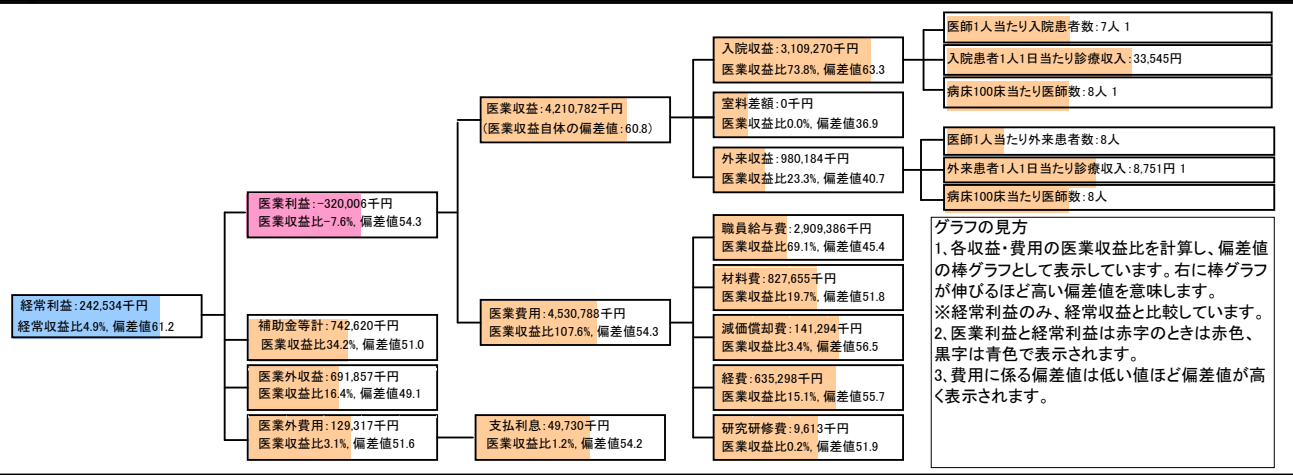 経常利益:242,534千円
経常収支比4.9%, 偏差値61.2
医業利益:-320,006千円
医業収益比-7.6%, 偏差値54.3
補助金等計:742,620千円
医業収益比34.2%, 偏差値51.0
医業外収益:691,857千円
医業収益比16.4%, 偏差値49.1
医業外費用:129,317千円
医業収益比3.1%, 偏差値51.6
医業収益:4,210,782千円
(医業収益自体の偏差値:60.8)
医業費用:4,530,788千円
医業収益比107.6%, 偏差値54.3
支払利息:49,730千円
医業収益比1.2%, 偏差値54.2
入院収益:3,109,270千円
医業収益比73.8%, 偏差値63.3
室料差額:0千円
医業収益比0.0%, 偏差値36.9
外来収益:980,184千円
医業収益比23.3%, 偏差値40.7
職員給与費:2,909,386千円
医業収益比69.1%, 偏差値45.4
材料費:827,655千円
医業収益比19.7%, 偏差値51.8
減価償却費:141,294千円
医業収益比3.4%, 偏差値56.5
経費:635,298千円
医業収益比15.1%, 偏差値55.7
研究研修費:9,613千円
医業収益比0.2%, 偏差値51.9
医師1人当たり入院患者数:7人 1
入院患者1人1日当たり診療収入:33,545円
病床100床当たり医師数:8人 1
医師1人当たり外来患者数:8人
外来患者1人1日当たり診療収入:8,751円 1
病床100床当たり医師数:8人
グラフの見方
1、各収益・費用の医業収益比を計算し、偏差値
の棒グラフとして表示しています。右に棒グラフ
が伸びるほど高い偏差値を意味します。
※経常利益のみ、経常収益と比較しています。
2、医業利益と経常利益は赤字のときは赤色、
黒字は青色で表示されます。
3、費用に係る偏差値は低い値ほど偏差値が高
く表示されます。